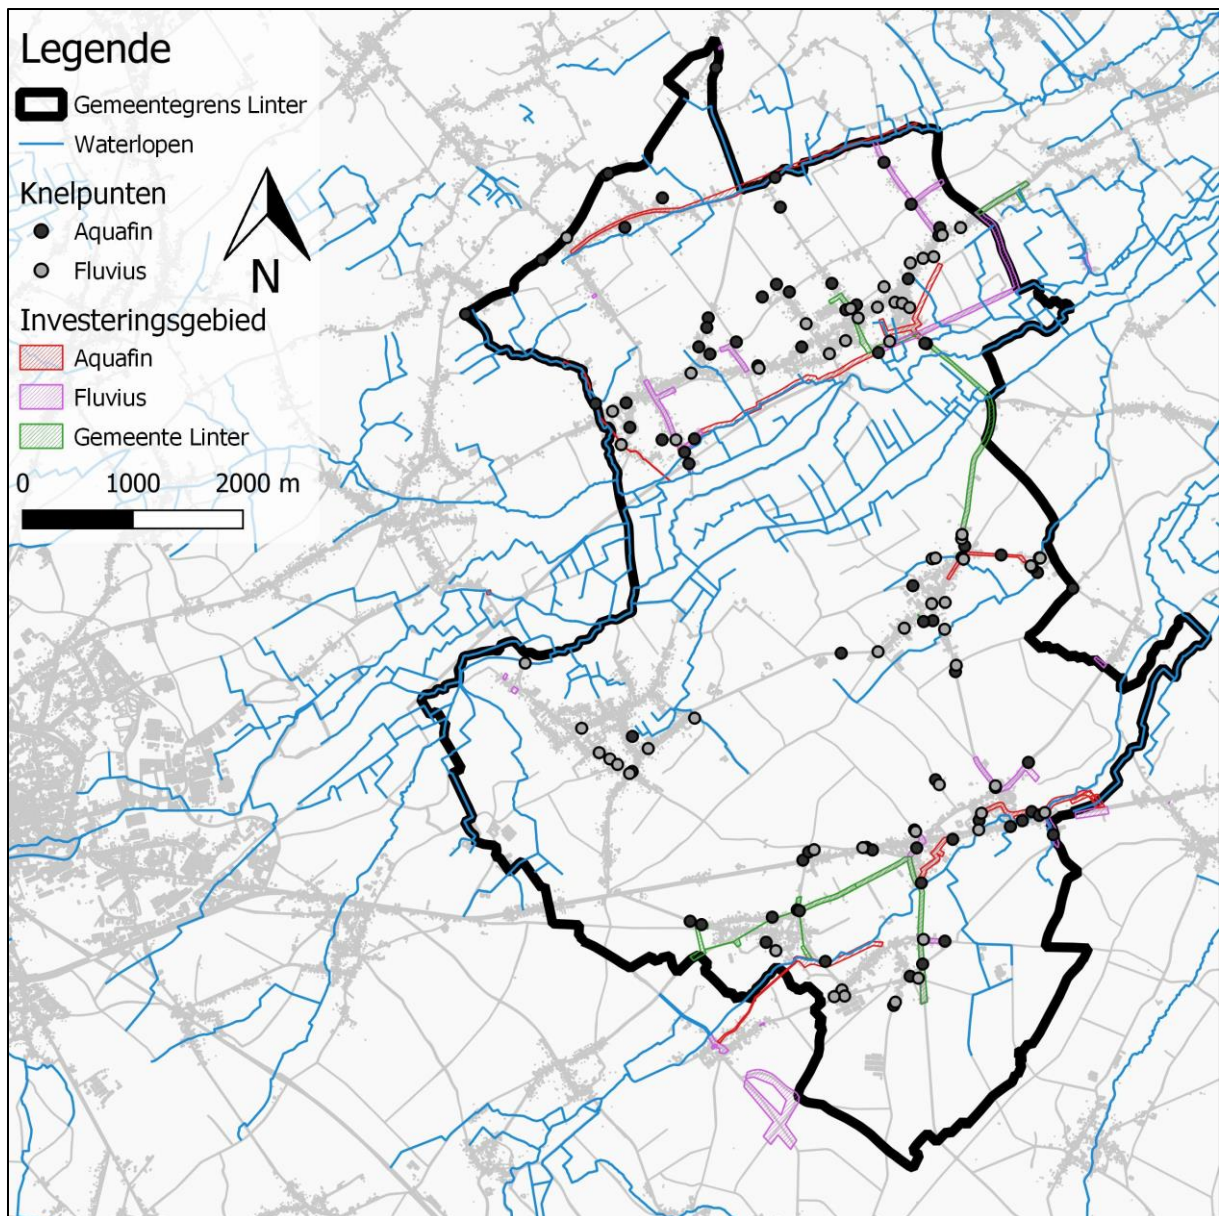 Legende
Gemeentegrens Linter
Waterlopen
Knelpunten
Aquafin
Fluvius
N
Investeringsgebied
Aquafin
Fluvius
Gemeente Linter
0 1000 2000 m